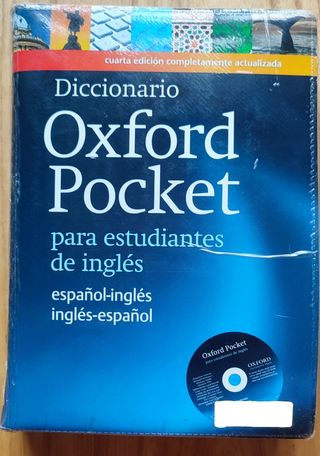 cuarta edición completamente actualizada
Diccionario
Oxford
Pocket
para estudiantes
de inglés
español-inglés
inglés-español
Oxford Pocket
para estudiantes de inglés
OXFORD